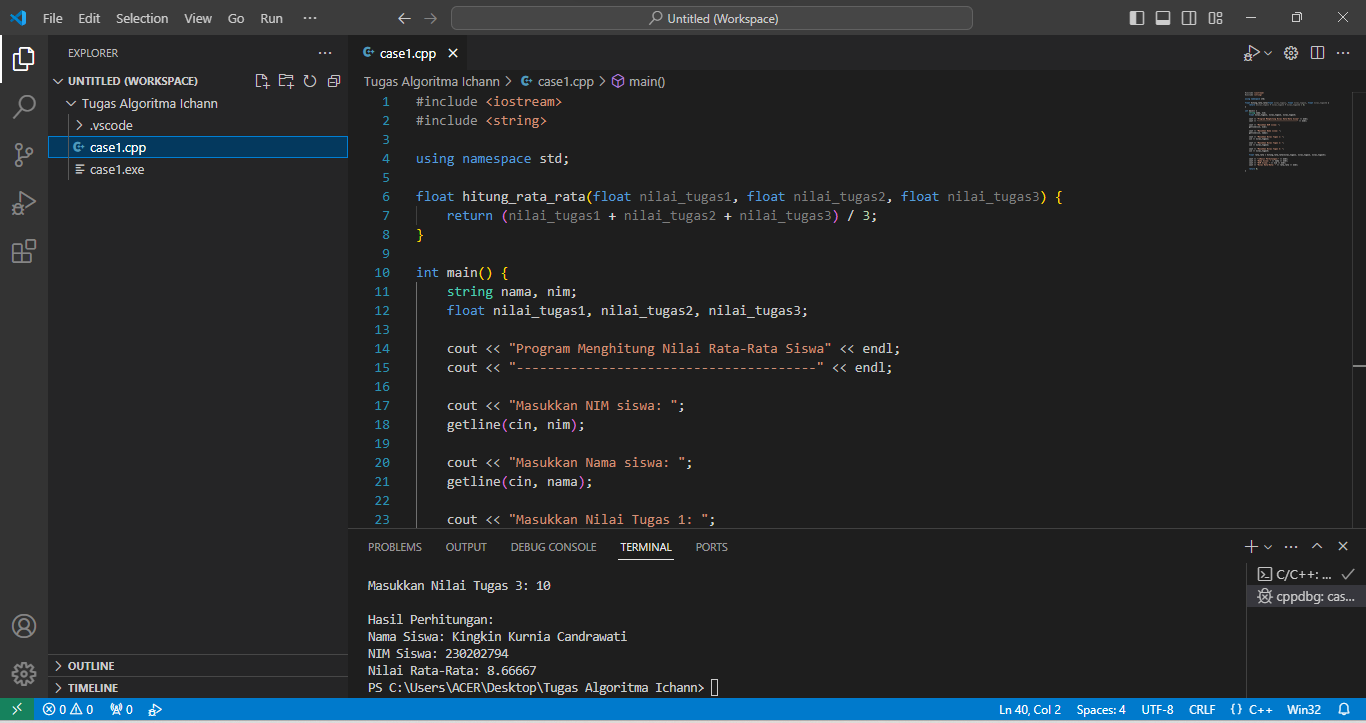 File Edit Selection View Go Run ··· Untitled (Workspace)
EXPLORER ···
UNTITLED (WORKSPACE)
Tugas Algoritma Ichann
.vscode
case1.cpp
case1.exe
OUTLINE
TIMELINE
case1.cpp
Tugas Algoritma Ichann > case1.cpp > main()
1 #include <iostream>
2 #include <string>
3
4 using namespace std;
5
6 float hitung_rata_rata(float nilai_tugas1, float nilai_tugas2, float nilai_tugas3) {
7 return (nilai_tugas1 + nilai_tugas2 + nilai_tugas3) / 3;
8 }
9
10 int main() {
11 string nama, nim;
12 float nilai_tugas1, nilai_tugas2, nilai_tugas3;
13
14 cout << "Program Menghitung Nilai Rata-Rata Siswa" << endl;
15 cout << "---------------------------------------" << endl;
16
17 cout << "Masukkan NIM siswa: ";
18 getline(cin, nim);
19
20 cout << "Masukkan Nama siswa: ";
21 getline(cin, nama);
22
23 cout << "Masukkan Nilai Tugas 1: ";
PROBLEMS OUTPUT DEBUG CONSOLE TERMINAL PORTS
Masukkan Nilai Tugas 3: 10
Hasil Perhitungan:
Nama Siswa: Kingkin Kurnia Candrawati
NIM Siswa: 230202794
Nilai Rata-Rata: 8.66667
PS C:\Users\ACER\Desktop\Tugas Algoritma Ichann>
C/C++: ...
cppdbg: cas...
0 0 0 Ln 40, Col 2 Spaces: 4 UTF-8 CRLF {} C++ Win32